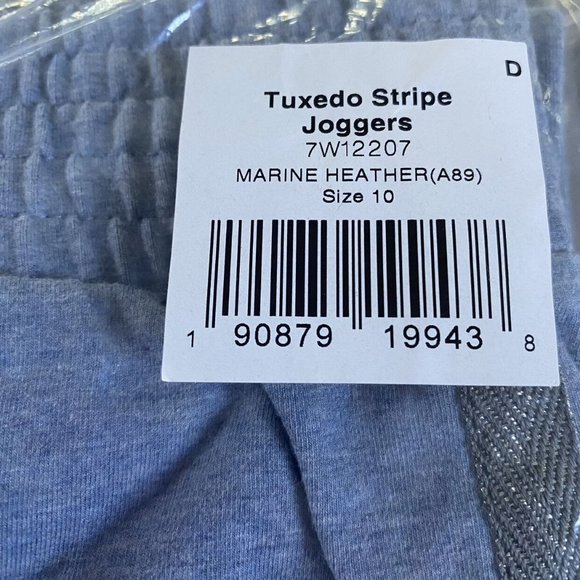 D
Tuxedo Stripe
Joggers
7W12207
MARINE HEATHER(A89)
Size 10
1 90879 19943 8